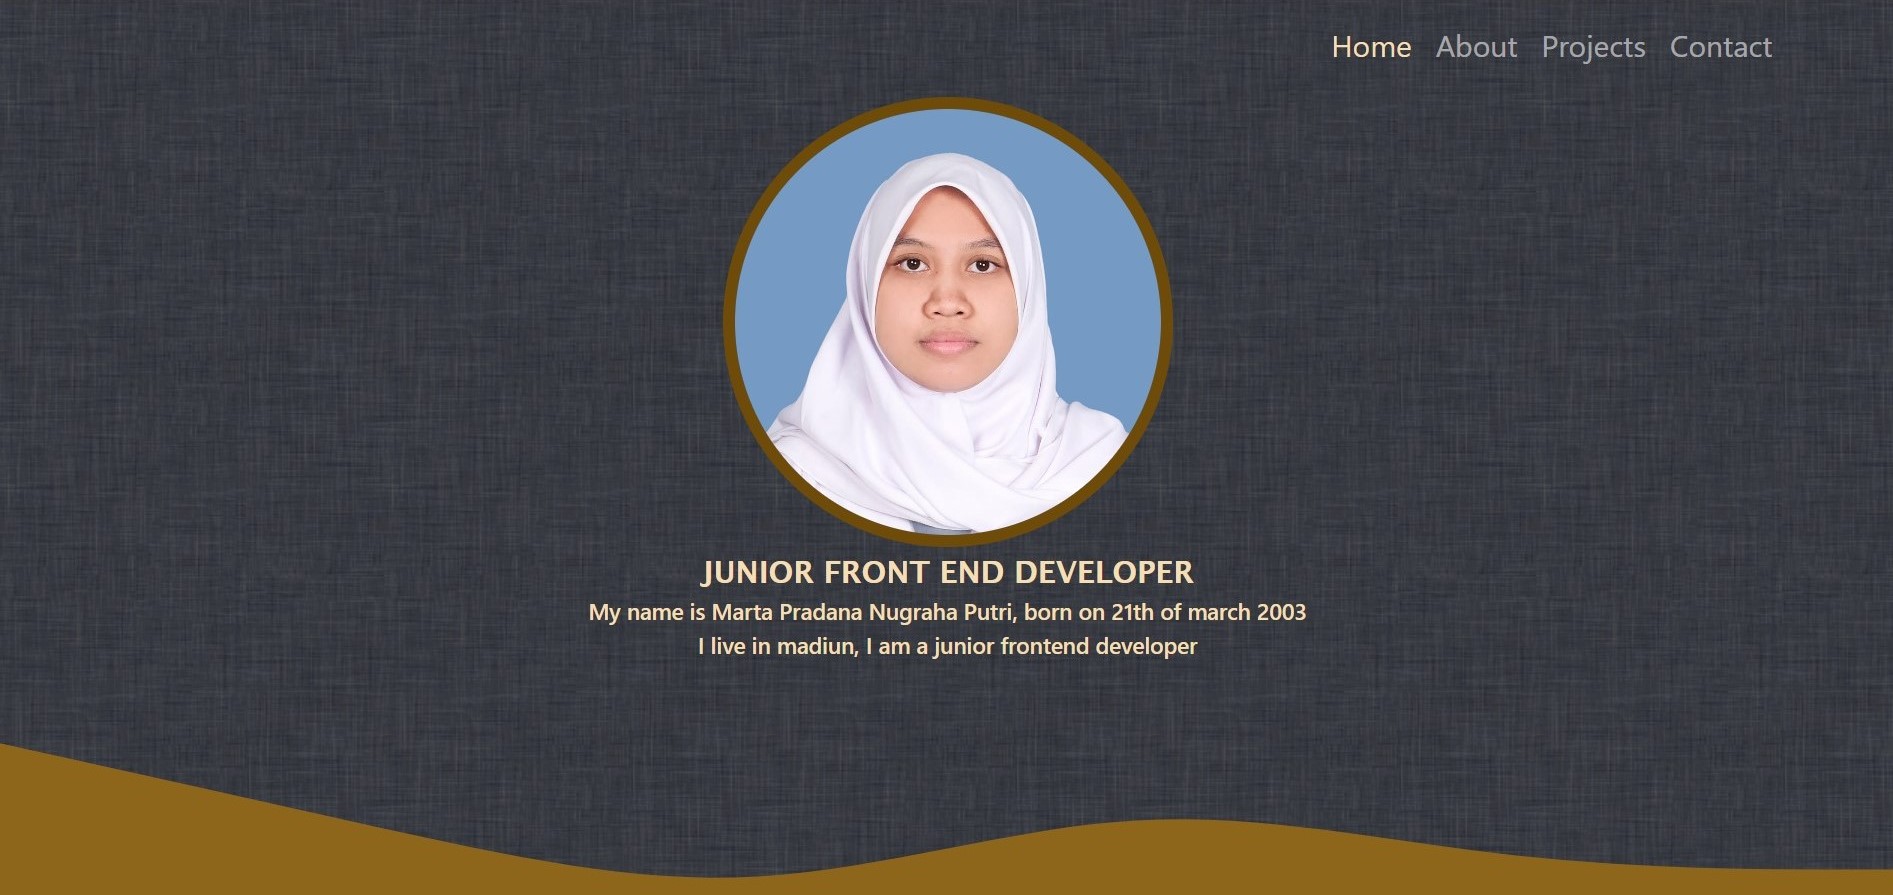 Home About Projects Contact
JUNIOR FRONT END DEVELOPER
My name is Marta Pradana Nugraha Putri, born on 21th of march 2003
I live in madiun, I am a junior frontend developer